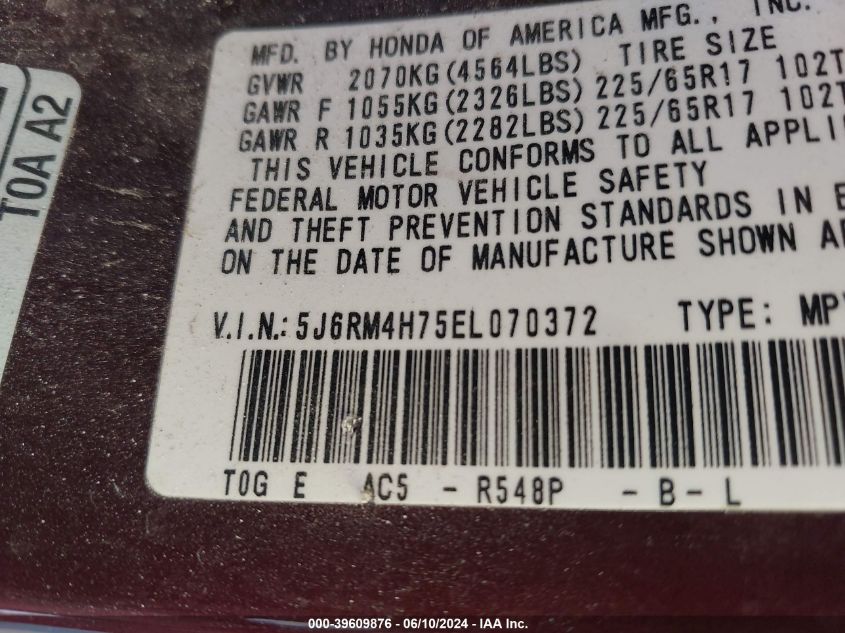 MFD. BY HONDA OF AMERICA MFG., INC.
GVWR 2070KG(4564LBS) TIRE SIZE
GAWR F 1055KG(2326LBS) 225/65R17 102T
GAWR R 1035KG(2282LBS) 225/65R17 102T
THIS VEHICLE CONFORMS TO ALL APPLI
FEDERAL MOTOR VEHICLE SAFETY
AND THEFT PREVENTION STANDARDS IN E
ON THE DATE OF MANUFACTURE SHOWN A
V.I.N.: 5J6RM4H75EL070372 TYPE: MP
T0G E AC5 - R548P - B - L
T0A A2
000-39609876 - 06/10/2024 - IAA Inc.